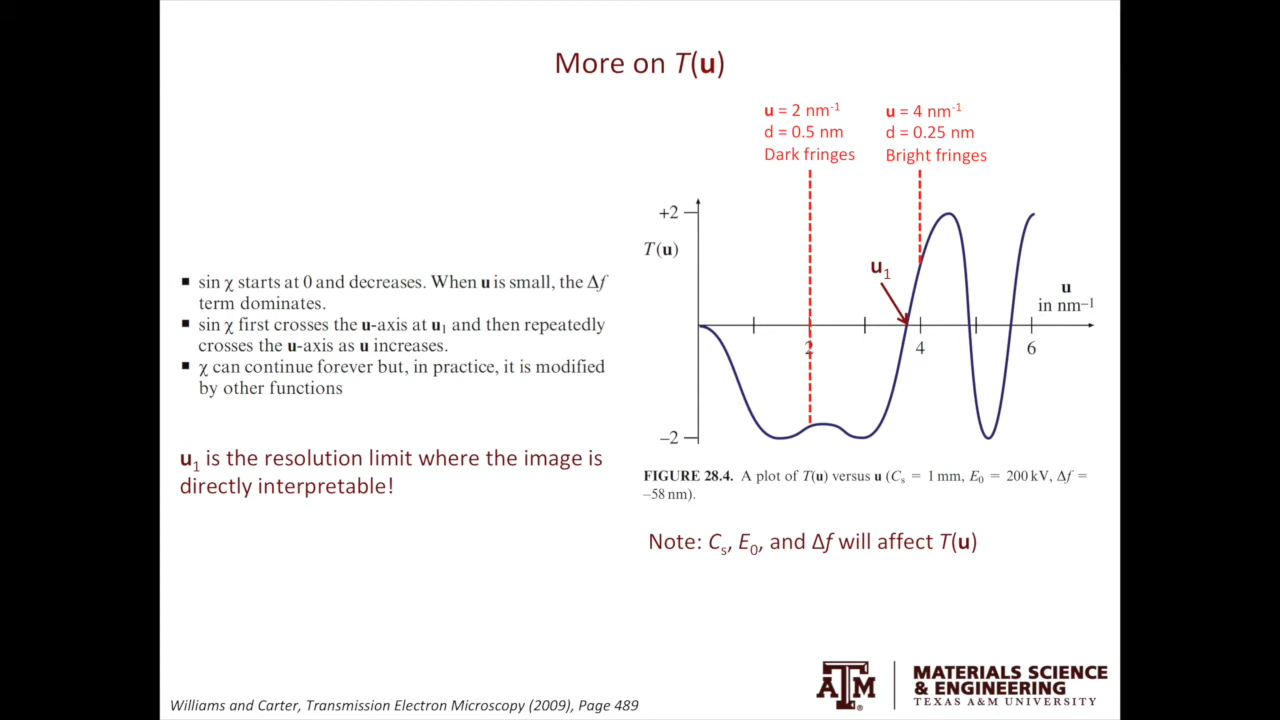 More on T(u)
u = 2 nm⁻¹
d = 0.5 nm
Dark fringes
u = 4 nm⁻¹
d = 0.25 nm
Bright fringes
▪ sin χ starts at 0 and decreases. When u is small, the Δf
term dominates.
▪ sin χ first crosses the u-axis at u₁ and then repeatedly
crosses the u-axis as u increases.
▪ χ can continue forever but, in practice, it is modified
by other functions
u₁ is the resolution limit where the image is
directly interpretable!
+2
T(u)
u₁
u
in nm⁻¹
2
4
6
−2
FIGURE 28.4. A plot of T(u) versus u (Cₛ = 1 mm, E₀ = 200 kV, Δf =
−58 nm).
Note: Cₛ, E₀, and Δf will affect T(u)
ATM
MATERIALS SCIENCE
& ENGINEERING
TEXAS A&M UNIVERSITY
Williams and Carter, Transmission Electron Microscopy (2009), Page 489